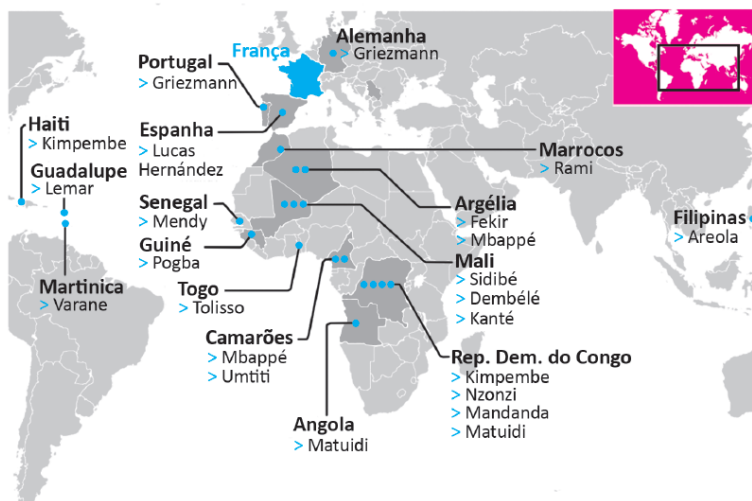 Alemanha
> Griezmann
França
Portugal
> Griezmann
Espanha
> Lucas
Hernández
Haiti
> Kimpembe
Guadalupe
> Lemar
Martinica
> Varane
Senegal
> Mendy
Guiné
> Pogba
Togo
> Tolisso
Camarões
> Mbappé
> Umtiti
Angola
> Matuidi
Marrocos
> Rami
Argélia
> Fekir
> Mbappé
Mali
> Sidibé
> Dembélé
> Kanté
Rep. Dem. do Congo
> Kimpembe
> Nzonzi
> Mandanda
> Matuidi
Filipinas
> Areola